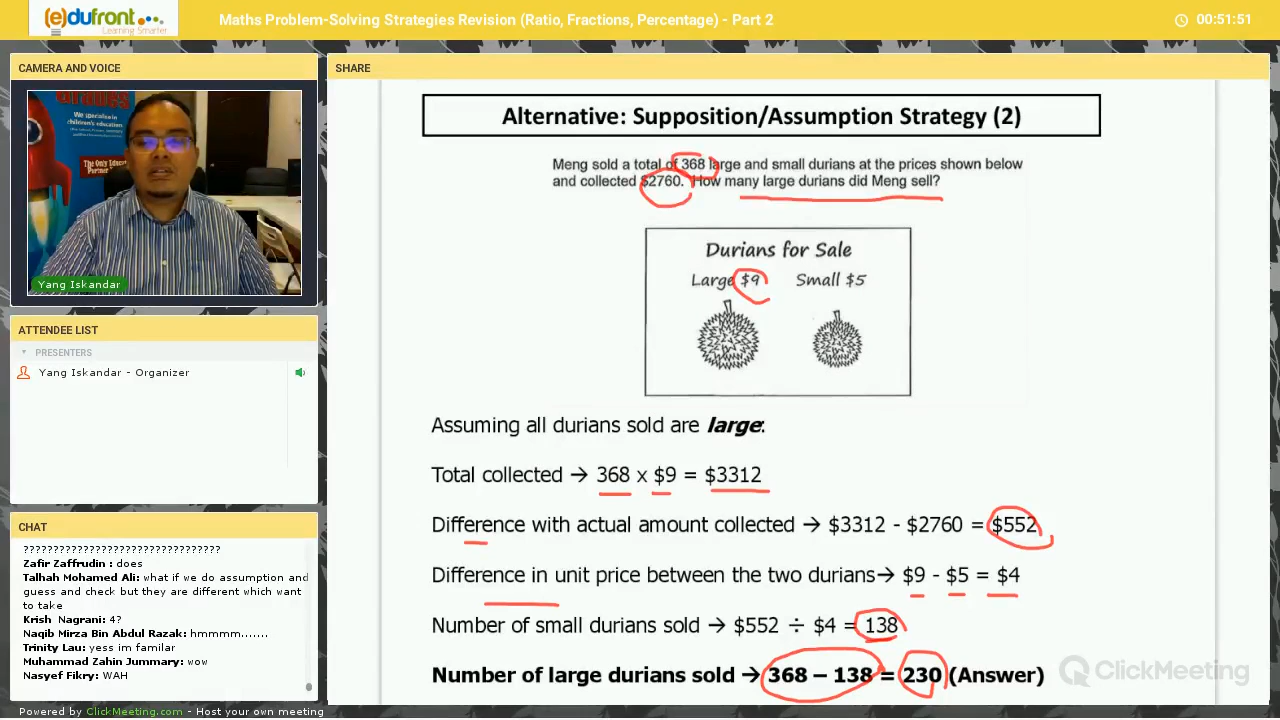 (e)dufront
Learning Smarter
Maths Problem-Solving Strategies Revision (Ratio, Fractions, Percentage) - Part 2
00:51:51
CAMERA AND VOICE
We specialise in
children's education
The Only
Yang Iskandar
ATTENDEE LIST
PRESENTERS
Yang Iskandar - Organizer
CHAT
?????????????????????????????????
Zafir Zaffrudin : does
Talhah Mohamed Ali: what if we do assumption and
guess and check but they are different which want
to take
Krish Nagrani: 4?
Naqib Mirza Bin Abdul Razak: hmmmm.......
Trinity Lau: yess im familar
Muhammad Zahin Jummary: wow
Nasyef Fikry: WAH
SHARE
Alternative: Supposition/Assumption Strategy (2)
Meng sold a total of 368 large and small durians at the prices shown below
and collected $2760. How many large durians did Meng sell?
Durians for Sale
Large $9 Small $5
Assuming all durians sold are large:
Total collected → 368 x $9 = $3312
Difference with actual amount collected → $3312 - $2760 = $552
Difference in unit price between the two durians→ $9 - $5 = $4
Number of small durians sold → $552 ÷ $4 = 138
Number of large durians sold → 368 – 138 = 230 (Answer)
ClickMeeting
Powered by ClickMeeting.com - Host your own meeting